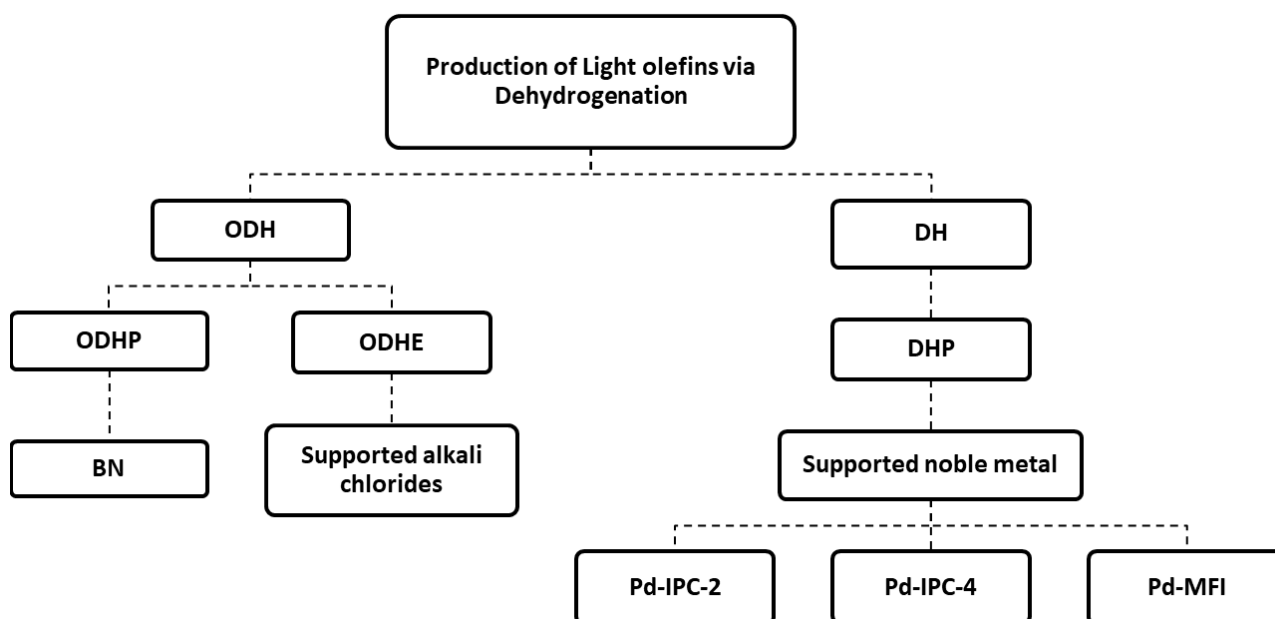 Production of Light olefins via
Dehydrogenation
ODH
DH
ODHP
ODHE
DHP
BN
Supported alkali
chlorides
Supported noble metal
Pd-IPC-2
Pd-IPC-4
Pd-MFI